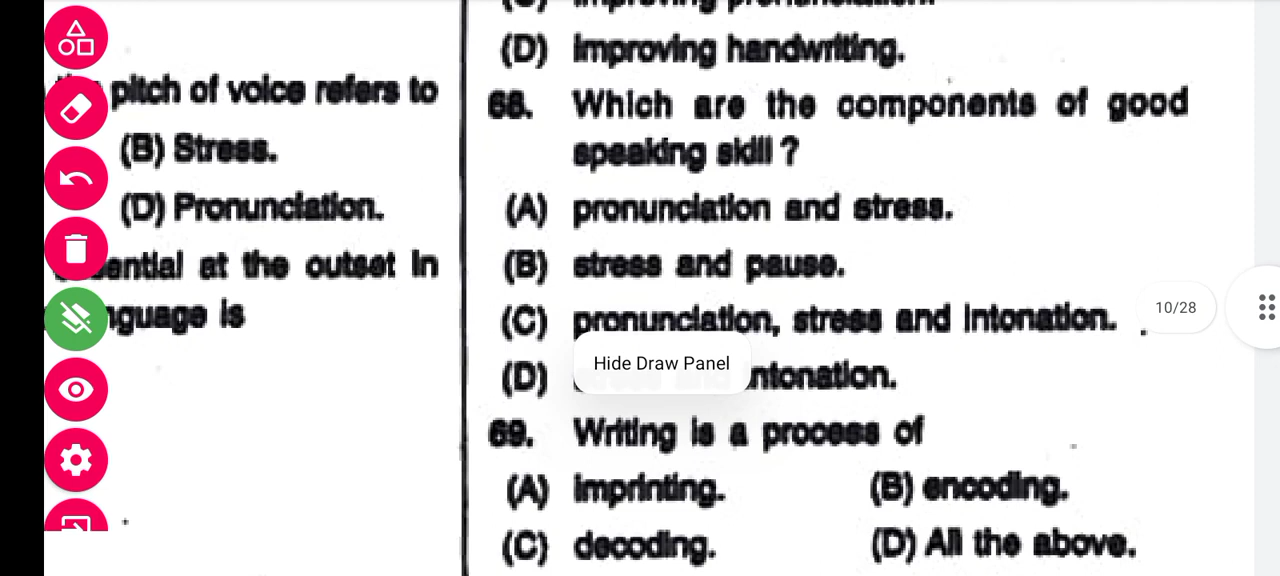 pitch of voice refers to
(B) Stress.
(D) Pronunciation.
ential at the outset in
nguage is
(D) improving handwriting.
68. Which are the components of good
speaking skill ?
(A) pronunciation and stress.
(B) stress and pause.
(C) pronunciation, stress and intonation.
(D) ntonation.
69. Writing is a process of
(A) imprinting. (B) encoding.
(C) decoding. (D) All the above.
Hide Draw Panel
10/28